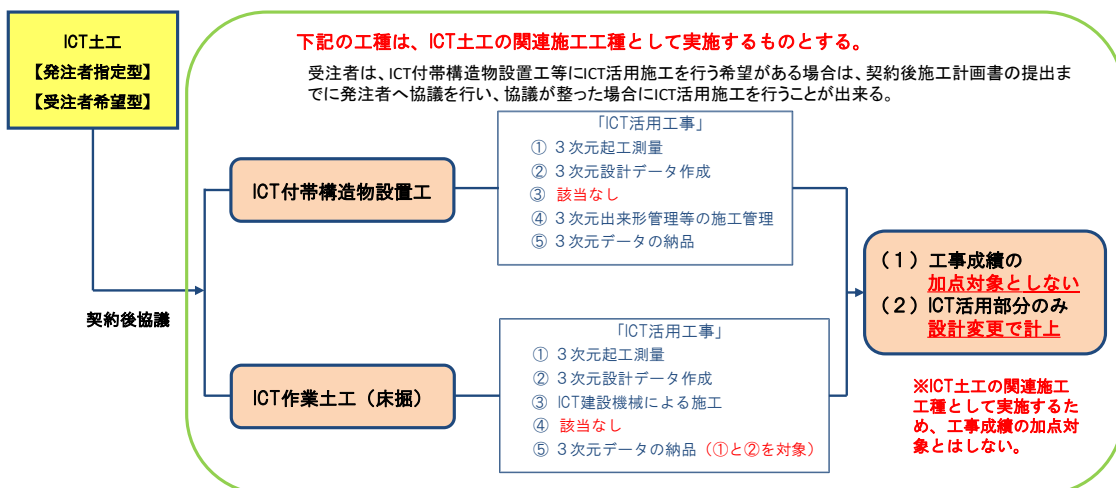 ICT土工
【発注者指定型】
【受注者希望型】
契約後協議
下記の工種は、ICT土工の関連施工工種として実施するものとする。
受注者は、ICT付帯構造物設置工等にICT活用施工を行う希望がある場合は、契約後施工計画書の提出ま
でに発注者へ協議を行い、協議が整った場合にICT活用施工を行うことが出来る。
ICT付帯構造物設置工
「ICT活用工事」
① ３次元起工測量
② ３次元設計データ作成
③ 該当なし
④ ３次元出来形管理等の施工管理
⑤ ３次元データの納品
ICT作業土工（床掘）
「ICT活用工事」
① ３次元起工測量
② ３次元設計データ作成
③ ICT建設機械による施工
④ 該当なし
⑤ ３次元データの納品（①と②を対象）
（１）工事成績の
加点対象としない
（２）ICT活用部分のみ
設計変更で計上
※ICT土工の関連施工
工種として実施するた
め、工事成績の加点対
象とはしない。